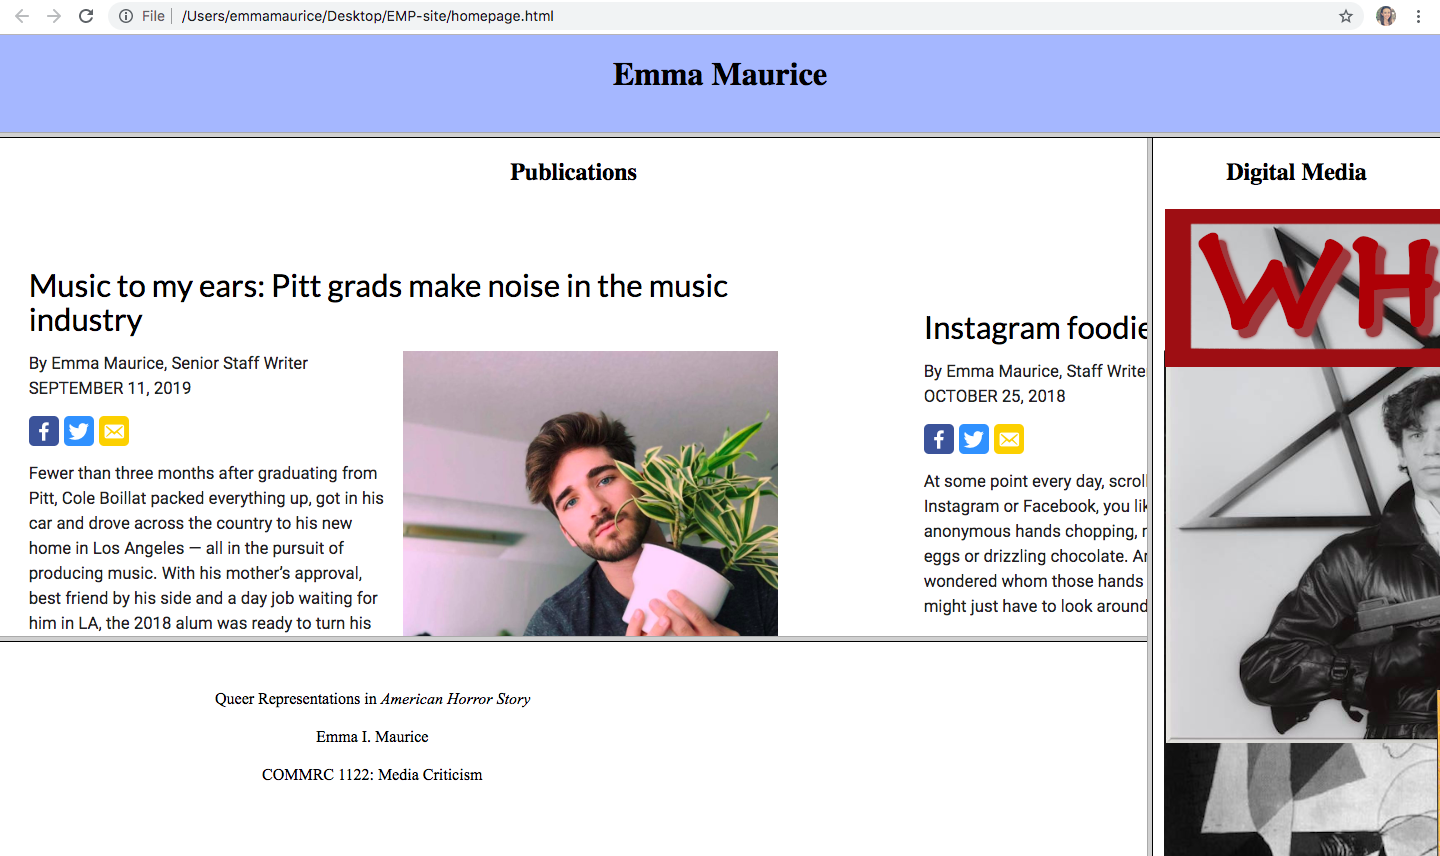 File | /Users/emmamaurice/Desktop/EMP-site/homepage.html
Emma Maurice
Publications
Music to my ears: Pitt grads make noise in the music
industry
By Emma Maurice, Senior Staff Writer
SEPTEMBER 11, 2019
Fewer than three months after graduating from
Pitt, Cole Boillat packed everything up, got in his
car and drove across the country to his new
home in Los Angeles — all in the pursuit of
producing music. With his mother’s approval,
best friend by his side and a day job waiting for
him in LA, the 2018 alum was ready to turn his
Instagram foodie
By Emma Maurice, Staff Write
OCTOBER 25, 2018
At some point every day, scroll
Instagram or Facebook, you lik
anonymous hands chopping,
eggs or drizzling chocolate. A
wondered whom those hands
might just have to look around
Digital Media
WH
Queer Representations in American Horror Story
Emma I. Maurice
COMMRC 1122: Media Criticism